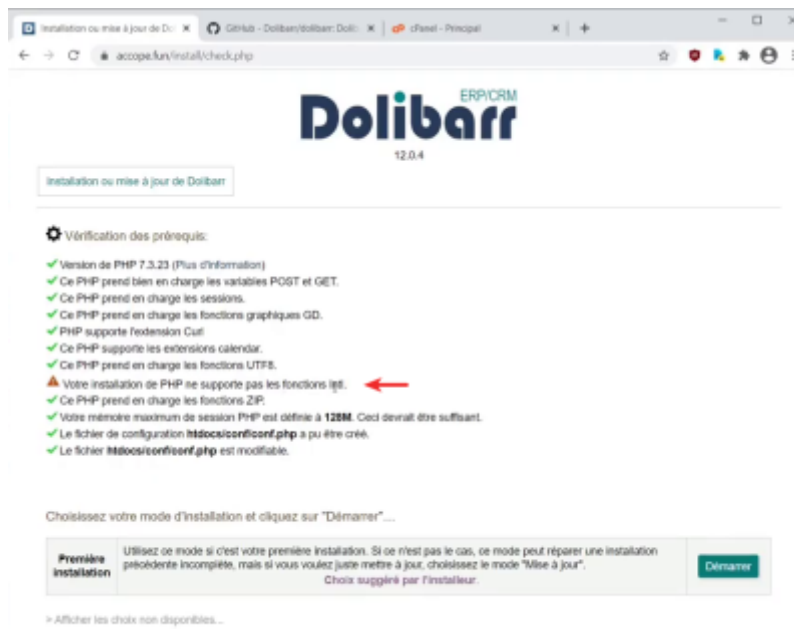 Installation ou mise à jour de Do
GitHub - Dolibarr/dolibarr: Doli
cPanel - Principal
accope.fun/install/check.php
Dolibarr
ERP/CRM
12.0.4
Installation ou mise à jour de Dolibarr
Vérification des prérequis:
Version de PHP 7.3.23 (Plus d'information)
Ce PHP prend bien en charge les variables POST et GET.
Ce PHP prend en charge les sessions.
Ce PHP prend en charge les fonctions graphiques GD.
PHP supporte l'extension Curl
Ce PHP supporte les extensions calendar.
Ce PHP prend en charge les fonctions UTF8.
Votre installation de PHP ne supporte pas les fonctions Intl.
Ce PHP prend en charge les fonctions ZIP.
Votre mémoire maximum de session PHP est définie à 128M. Ceci devrait être suffisant.
Le fichier de configuration htdocs/conf/conf.php a pu être créé.
Le fichier htdocs/conf/conf.php est modifiable.
Choisissez votre mode d'installation et cliquez sur "Démarrer"....
Première
installation
Utilisez ce mode si c'est votre première installation. Si ce n'est pas le cas, ce mode peut réparer une installation
précédente incomplète, mais si vous voulez juste mettre à jour, choisissez le mode "Mise à jour".
Choix suggéré par l'installeur.
Démarrer
> Afficher les choix non disponibles...